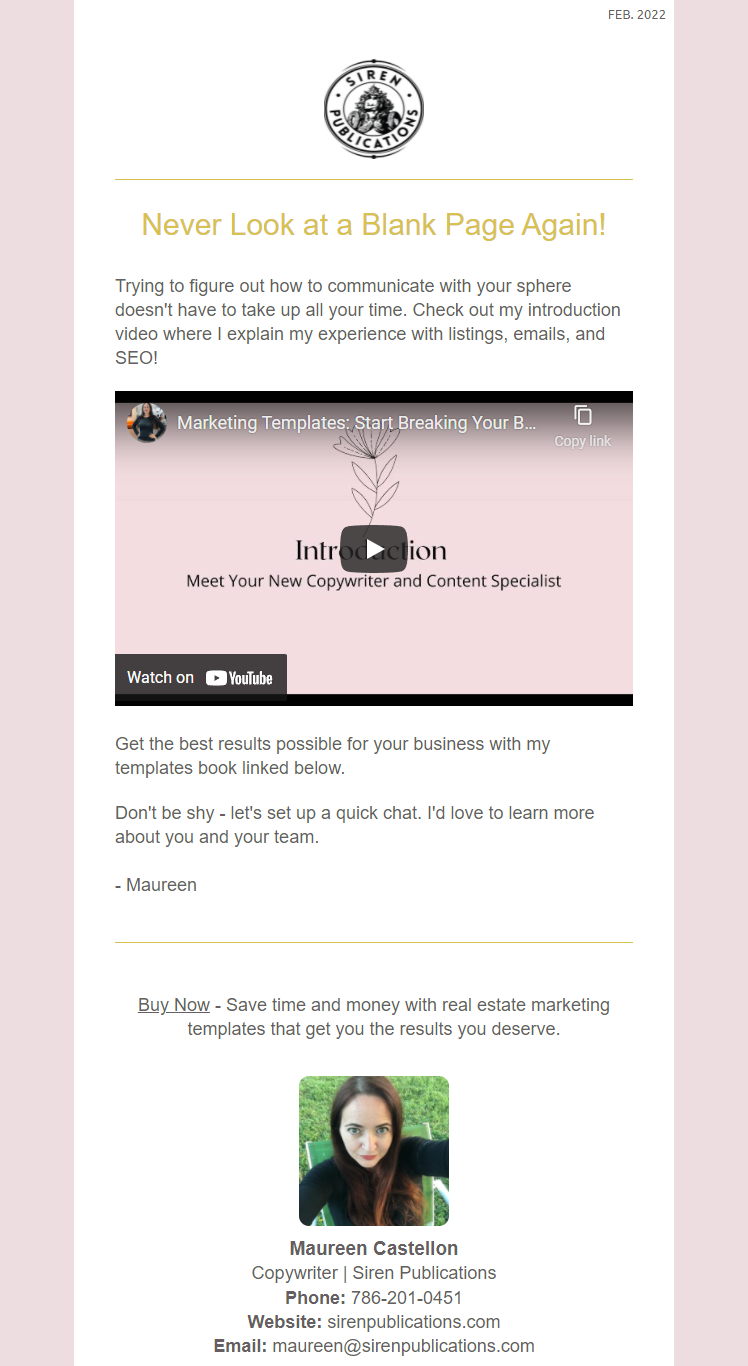 FEB. 2022
SIREN
PUBLICATIONS
Never Look at a Blank Page Again!
Trying to figure out how to communicate with your sphere
doesn't have to take up all your time. Check out my introduction
video where I explain my experience with listings, emails, and
SEO!
Marketing Templates: Start Breaking Your B...
Copy link
Introduction
Meet Your New Copywriter and Content Specialist
Watch on YouTube
Get the best results possible for your business with my
templates book linked below.
Don't be shy - let's set up a quick chat. I'd love to learn more
about you and your team.
- Maureen
Buy Now - Save time and money with real estate marketing
templates that get you the results you deserve.
Maureen Castellon
Copywriter | Siren Publications
Phone: 786-201-0451
Website: sirenpublications.com
Email: maureen@sirenpublications.com